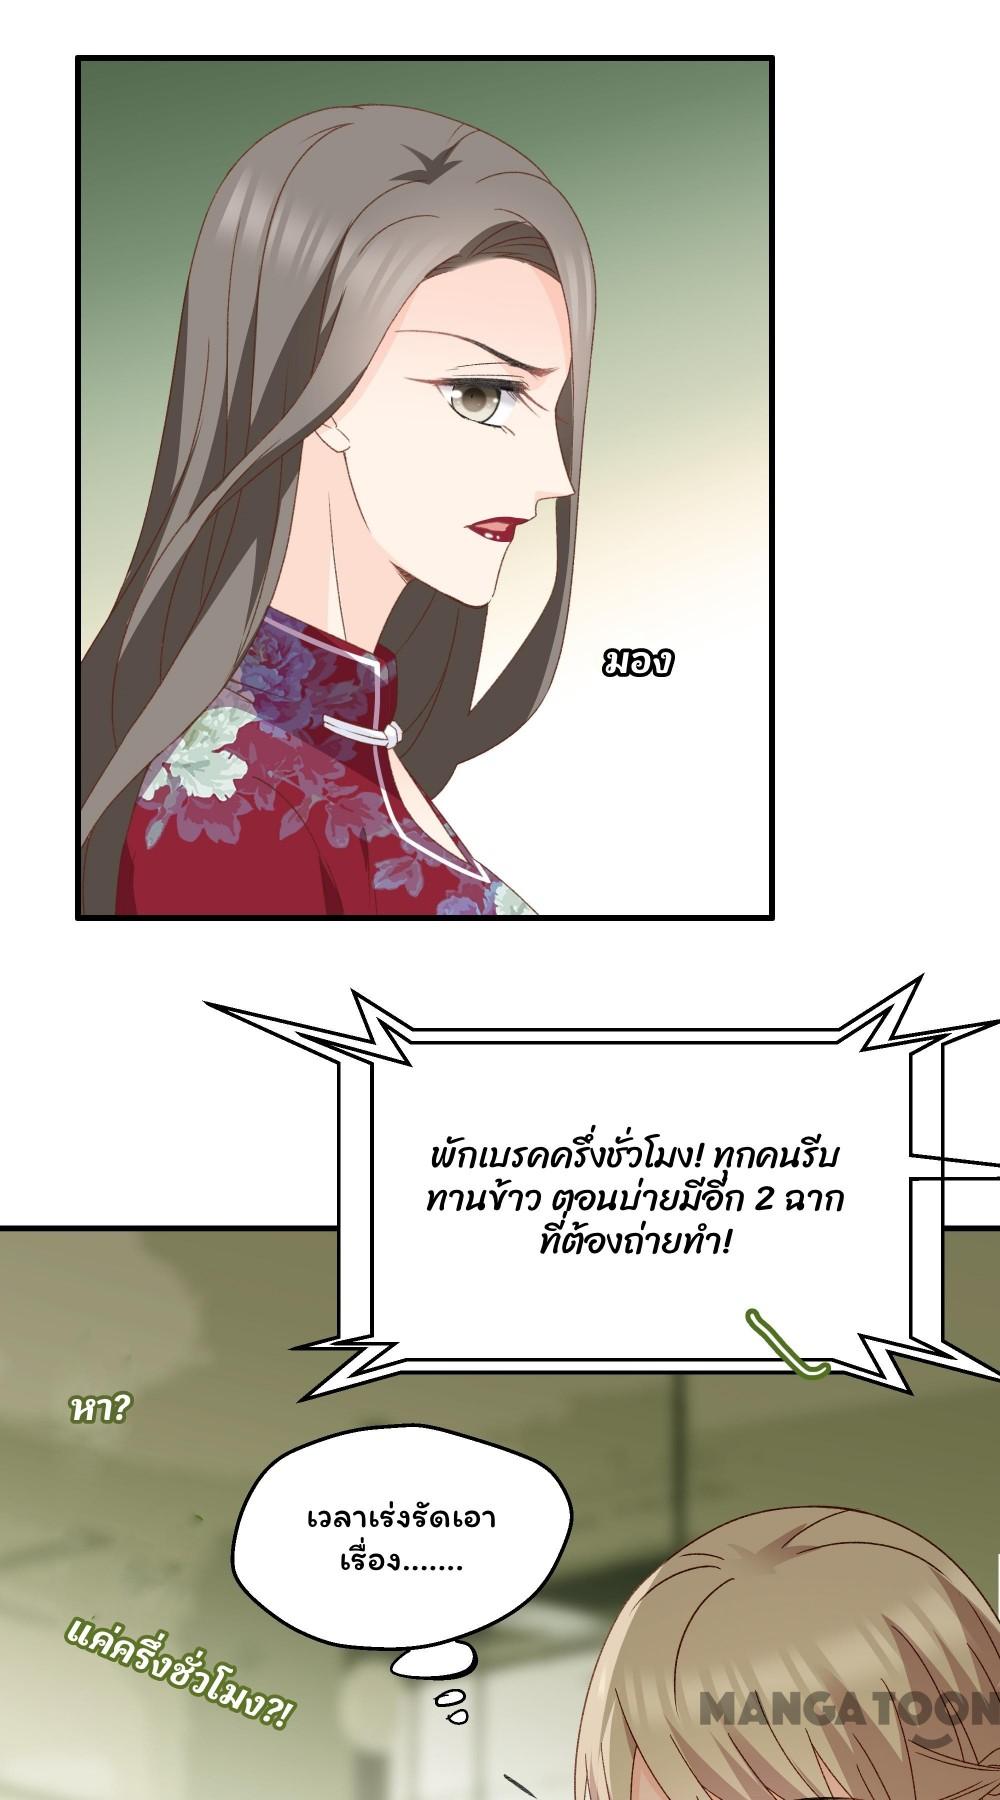 มอง
พักเบรคครึ่งชั่วโมง! ทุกคนรีบ
ทานข้าว ตอนบ่ายมีอีก 2 ฉาก
ที่ต้องถ่ายทำ!
หา?
เวลาเร่งรัดเอา
เรื่อง.......
แค่ครึ่งชั่วโมง?!
MANGATOON